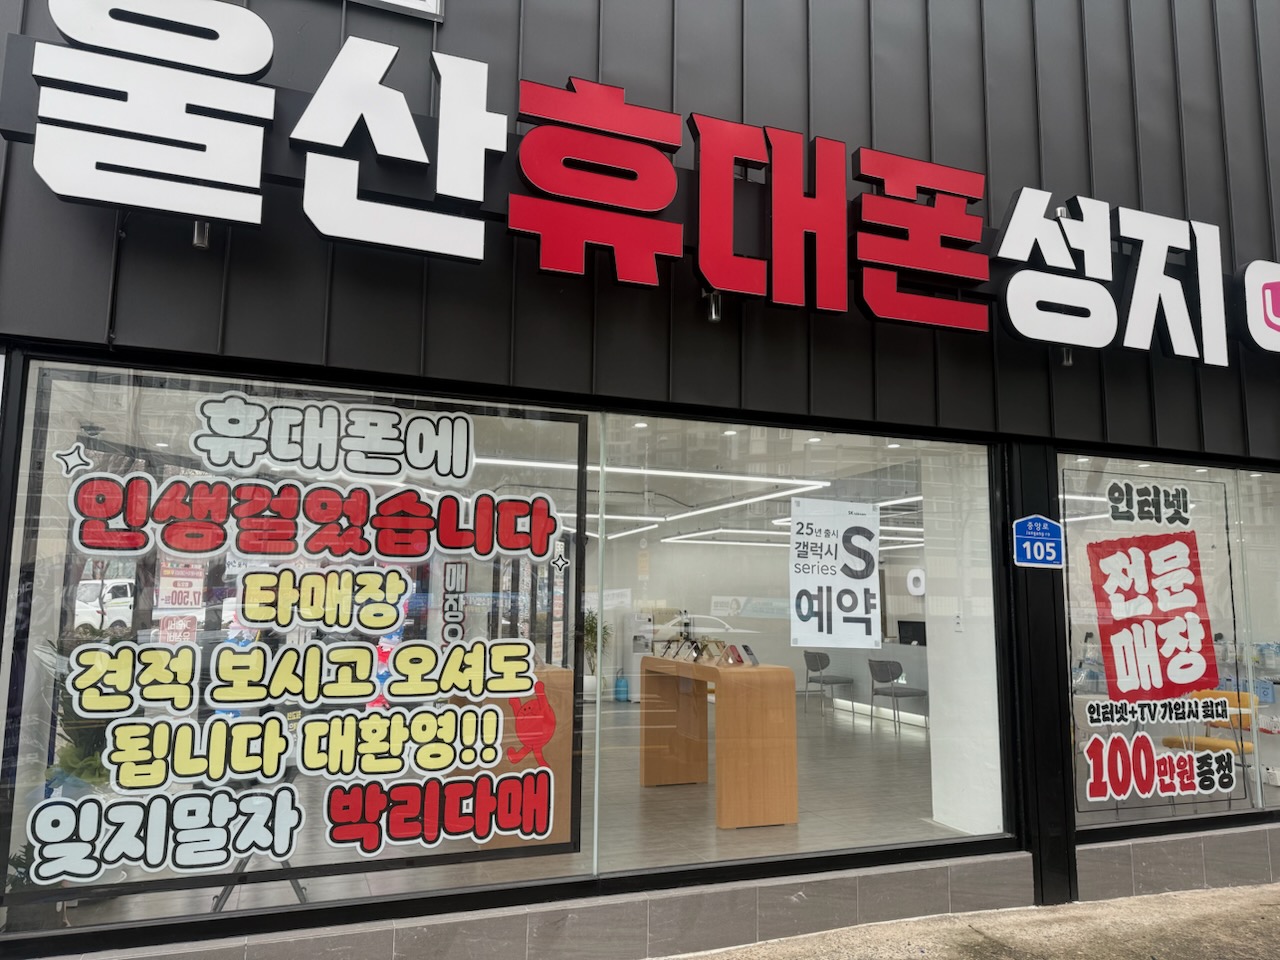 울산휴대폰성지
휴대폰에
인생걸었습니다
타매장
견적 보시고 오셔도
됩니다 대환영!!
잊지말자 박리다매
25년 출시
갤럭시
series
S
예약
중앙로
Jungang-ro
105
인터넷
전문
매장
인터넷+TV 가입시 최대
100만원증정